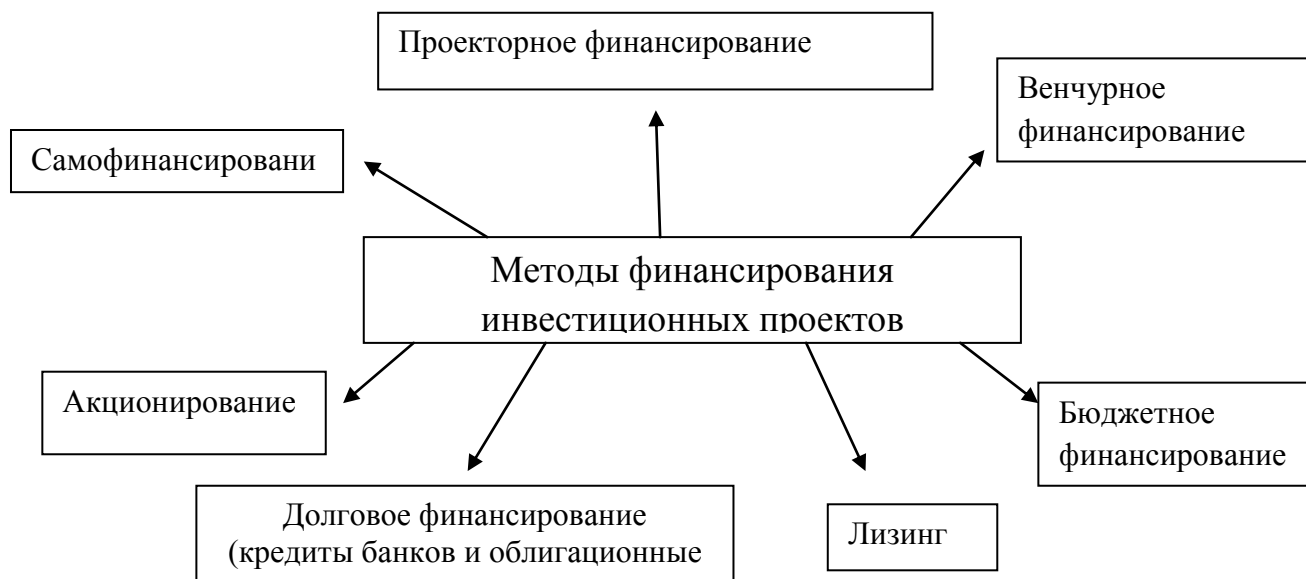 Проекторное финансирование
Венчурное
финансирование
Самофинансировани
Методы финансирования
инвестиционных проектов
Акционирование
Бюджетное
финансирование
Долговое финансирование
(кредиты банков и облигационные
Лизинг